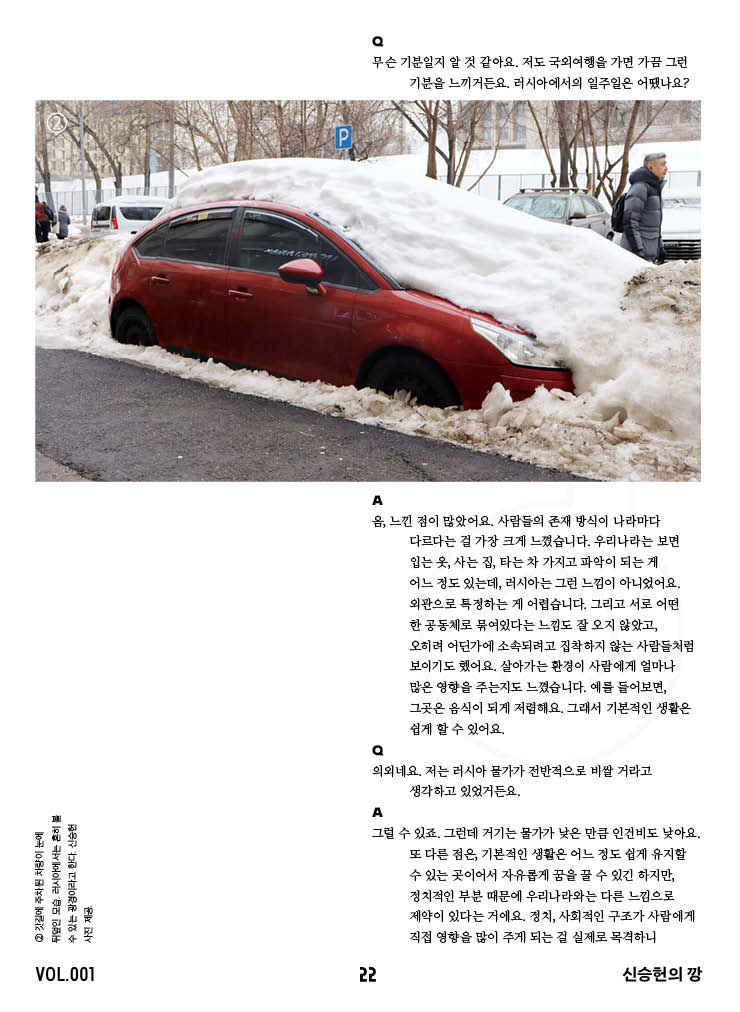 Q
무슨 기분일지 알 것 같아요. 저도 국외여행을 가면 가끔 그런
기분을 느끼거든요. 러시아에서의 일주일은 어땠나요?
②
P
A
음, 느낀 점이 많았어요. 사람들의 존재 방식이 나라마다
다르다는 걸 가장 크게 느꼈습니다. 우리나라는 보면
입는 옷, 사는 집, 타는 차 가지고 파악이 되는 게
어느 정도 있는데, 러시아는 그런 느낌이 아니었어요.
외관으로 특정하는 게 어렵습니다. 그리고 서로 어떤
한 공동체로 묶여있다는 느낌도 잘 오지 않았고,
오히려 어딘가에 소속되려고 집착하지 않는 사람들처럼
보이기도 했어요. 살아가는 환경이 사람에게 얼마나
많은 영향을 주는지도 느꼈습니다. 예를 들어보면,
그곳은 음식이 되게 저렴해요. 그래서 기본적인 생활은
쉽게 할 수 있어요.
Q
의외네요. 저는 러시아 물가가 전반적으로 비쌀 거라고
생각하고 있었거든요.
A
그럴 수 있죠. 그런데 거기는 물가가 낮은 만큼 인건비도 낮아요.
또 다른 점은, 기본적인 생활은 어느 정도 쉽게 유지할
수 있는 곳이어서 자유롭게 꿈을 꿀 수 있긴 하지만,
정치적인 부분 때문에 우리나라와는 다른 느낌으로
제약이 있다는 거에요. 정치, 사회적인 구조가 사람에게
직접 영향을 많이 주게 되는 걸 실제로 목격하니
② 갓길에 주차된 차량이 눈에
뒤덮인 모습. 러시아에서는 흔히 볼
수 있는 광경이라고 한다. 신승헌
사진 제공.
VOL.001
22
신승헌의 깡